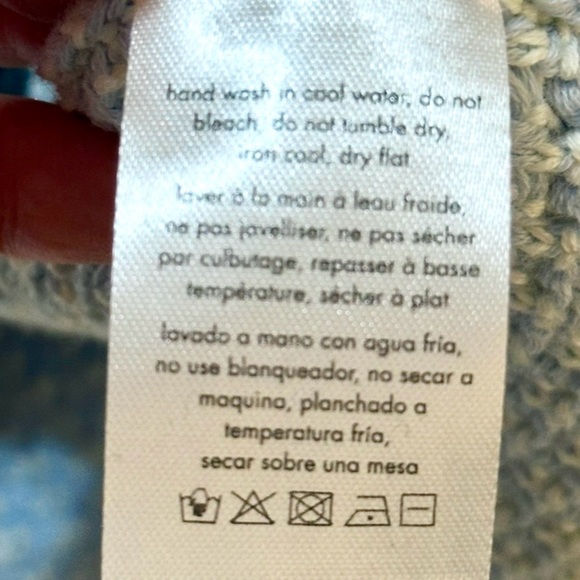 hand wash in cool water, do not
bleach, do not tumble dry,
iron cool, dry flat
laver à la main à leau fraide,
ne pas javelliser, ne pas sécher
par culbutage, repasser à basse
température, sécher à plat
lavado a mano con agua fría,
no use blanqueador, no secar a
maquina, planchado a
temperatura fría,
secar sobre una mesa